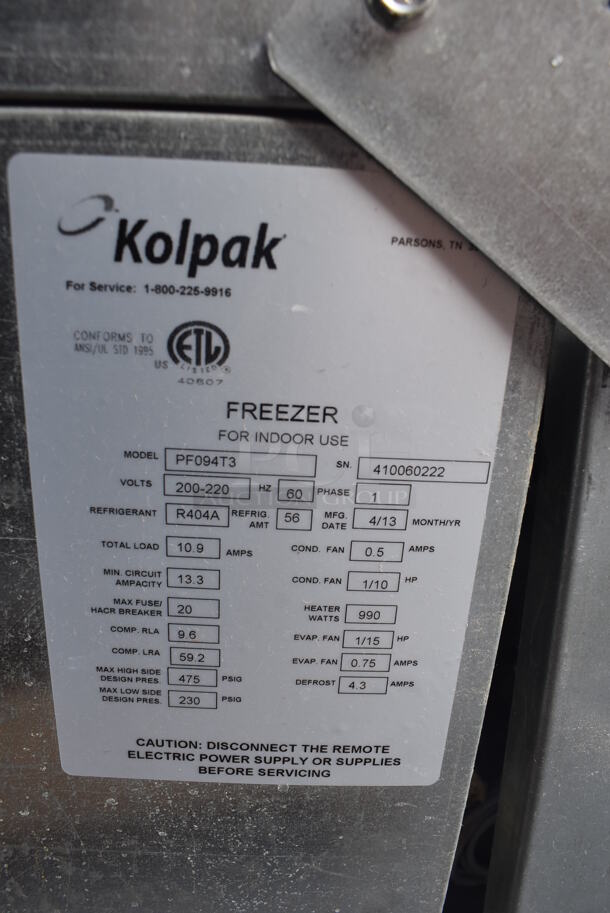 Kolpak
PARSONS, TN
For Service: 1-800-225-9916
CONFORMS TO
ANSI/UL STD 1995
ETL
LISTED
US
40607
FREEZER
FOR INDOOR USE
MODEL PF094T3 SN. 410060222
VOLTS 200-220 HZ 60 PHASE 1
REFRIGERANT R404A REFRIG. AMT 56 MFG. DATE 4/13 MONTH/YR
TOTAL LOAD 10.9 AMPS COND. FAN 0.5 AMPS
MIN. CIRCUIT AMPACITY 13.3 COND. FAN 1/10 HP
MAX FUSE/ HACR BREAKER 20 HEATER WATTS 990
COMP. RLA 9.6 EVAP. FAN 1/15 HP
COMP. LRA 59.2 EVAP. FAN 0.75 AMPS
MAX HIGH SIDE DESIGN PRES. 475 PSIG DEFROST 4.3 AMPS
MAX LOW SIDE DESIGN PRES. 230 PSIG
CAUTION: DISCONNECT THE REMOTE
ELECTRIC POWER SUPPLY OR SUPPLIES
BEFORE SERVICING